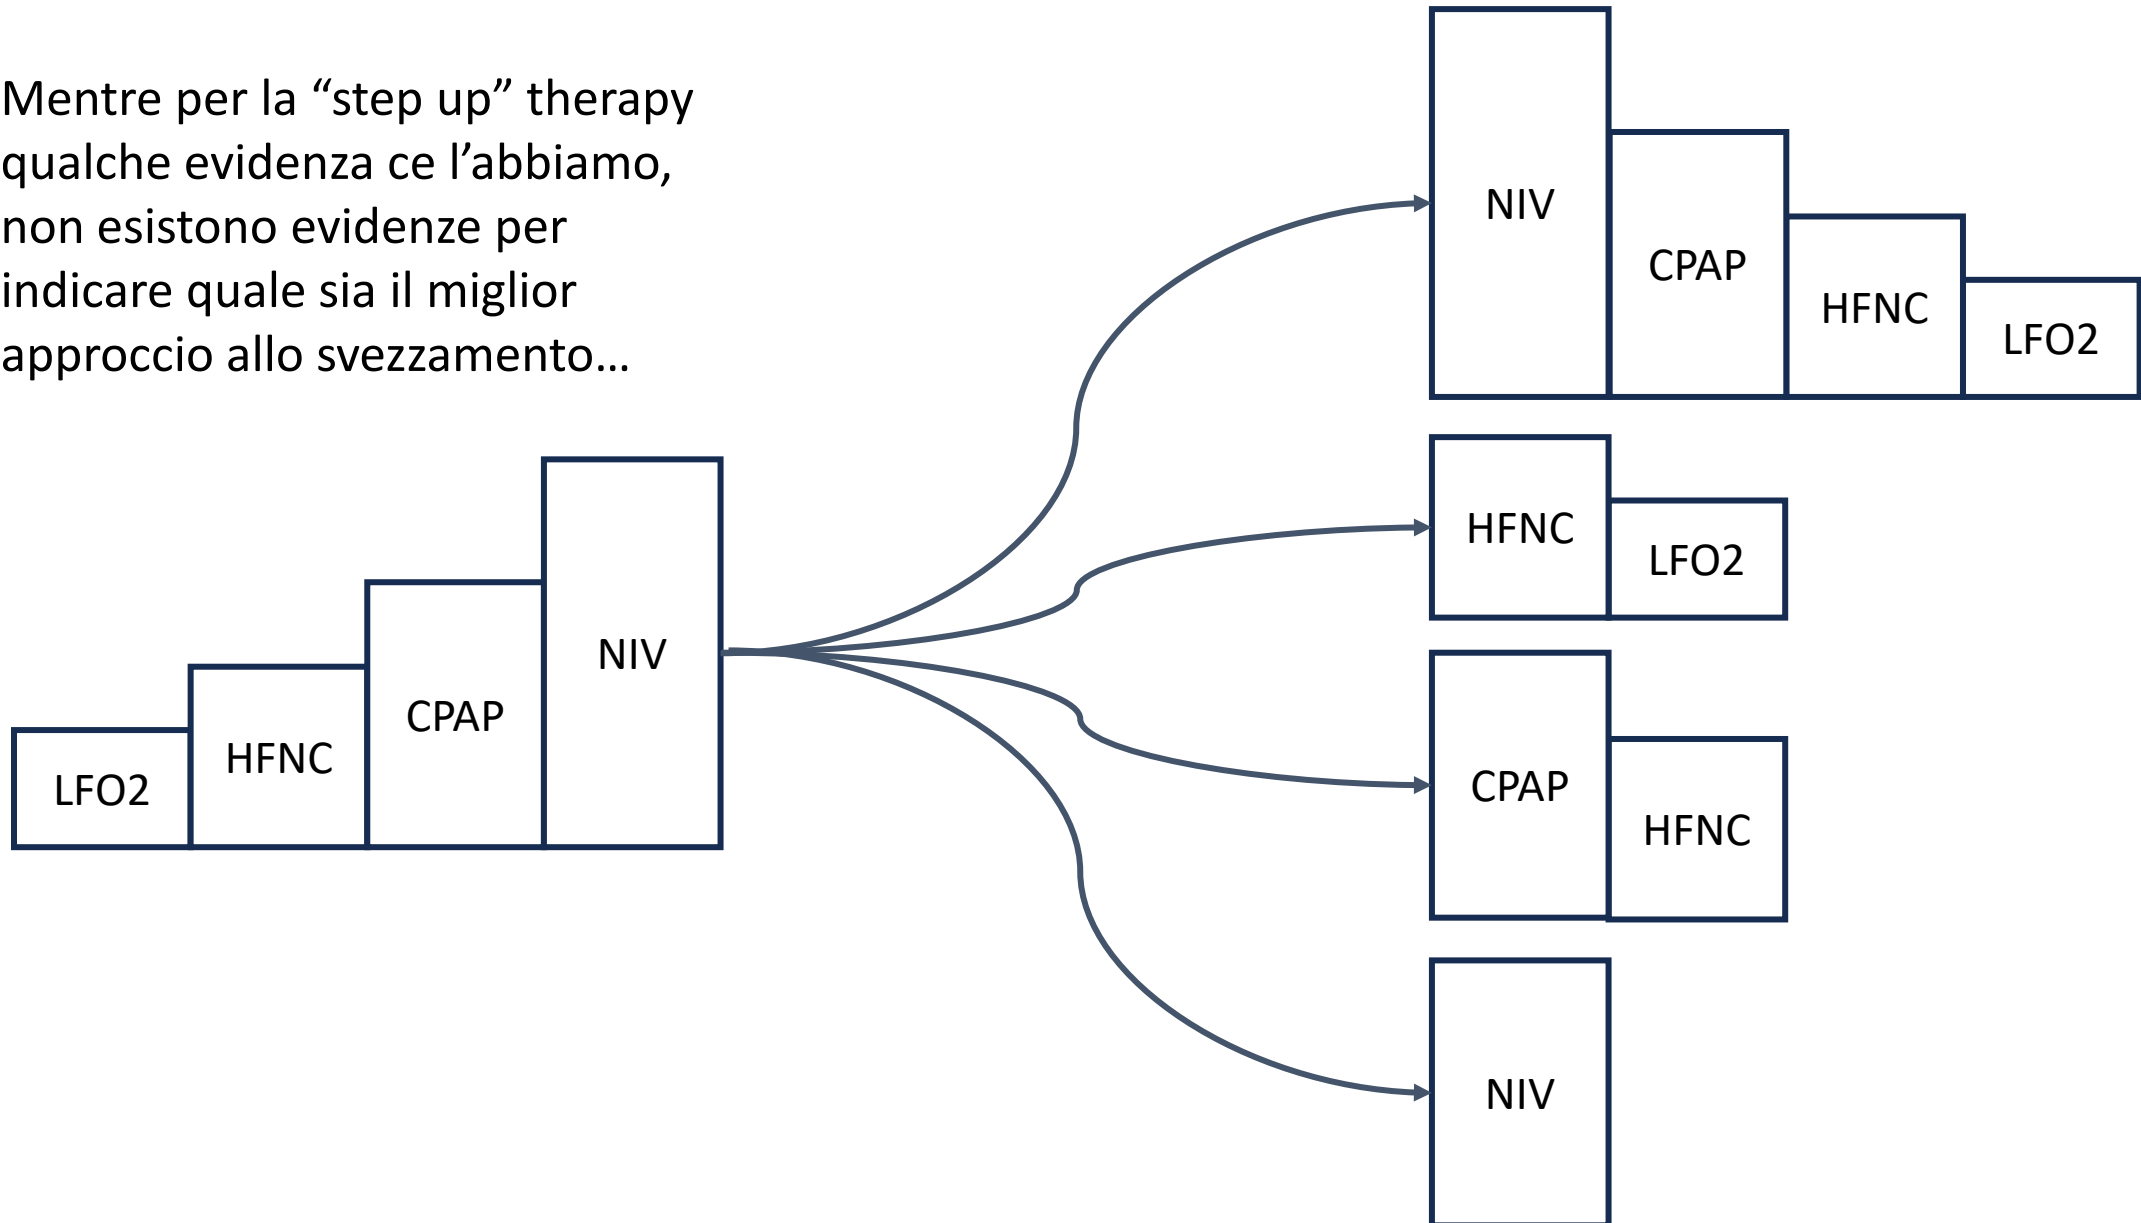 Mentre per la “step up” therapy
qualche evidenza ce l’abbiamo,
non esistono evidenze per
indicare quale sia il miglior
approccio allo svezzamento…
LFO2
HFNC
CPAP
NIV
NIV
CPAP
HFNC
LFO2
HFNC
LFO2
CPAP
HFNC
NIV